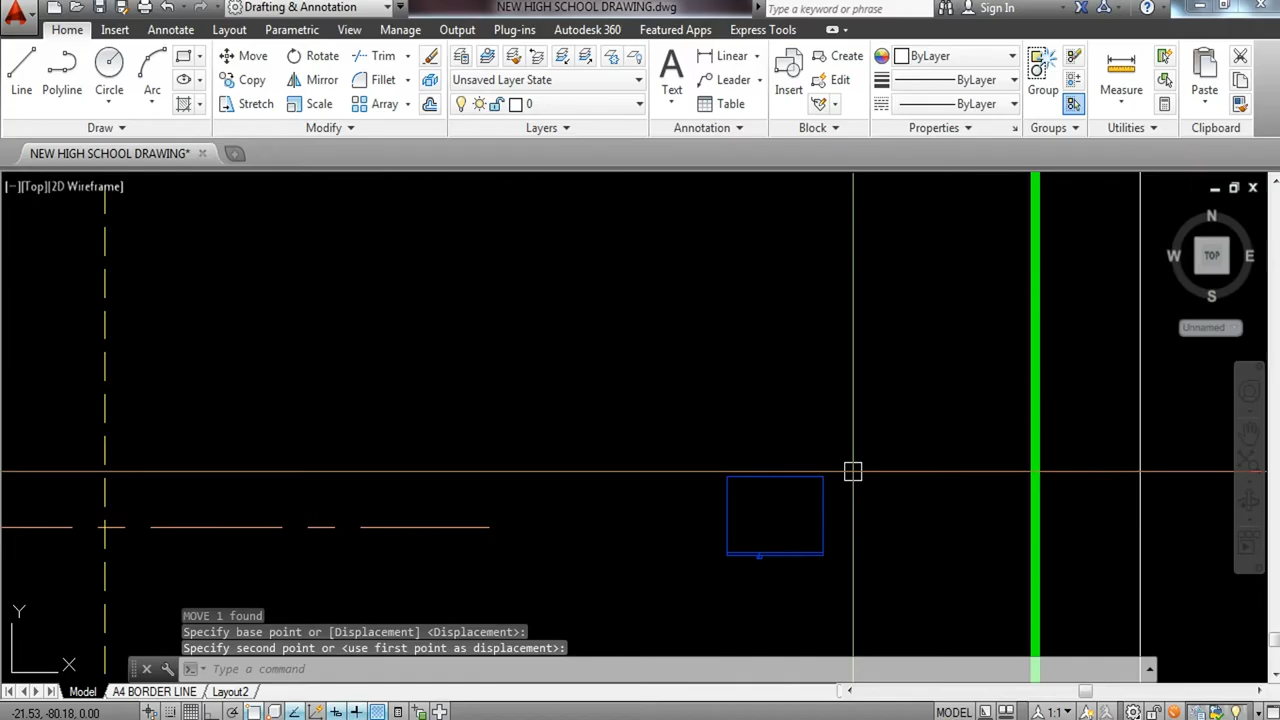 Drafting & Annotation
NEW HIGH SCHOOL DRAWING.dwg
Type a keyword or phrase
Sign In
Home Insert Annotate Layout Parametric View Manage Output Plug-ins Autodesk 360 Featured Apps Express Tools
Line Polyline Circle Arc
Draw
Move Rotate Trim
Copy Mirror Fillet
Stretch Scale Array
Modify
Unsaved Layer State
0
Layers
Text
Linear
Leader
Table
Annotation
Insert
Create
Edit
Block
ByLayer
ByLayer
ByLayer
Properties
Group
Groups
Measure
Utilities
Paste
Clipboard
NEW HIGH SCHOOL DRAWING*
[−][Top][2D Wireframe]
N
W TOP E
S
Unnamed
Y
X
MOVE 1 found
Specify base point or [Displacement] <Displacement>:
Specify second point or <use first point as displacement>:
Type a command
Model A4 BORDER LINE Layout2
-21.53, -80.18, 0.00
MODEL
1:1